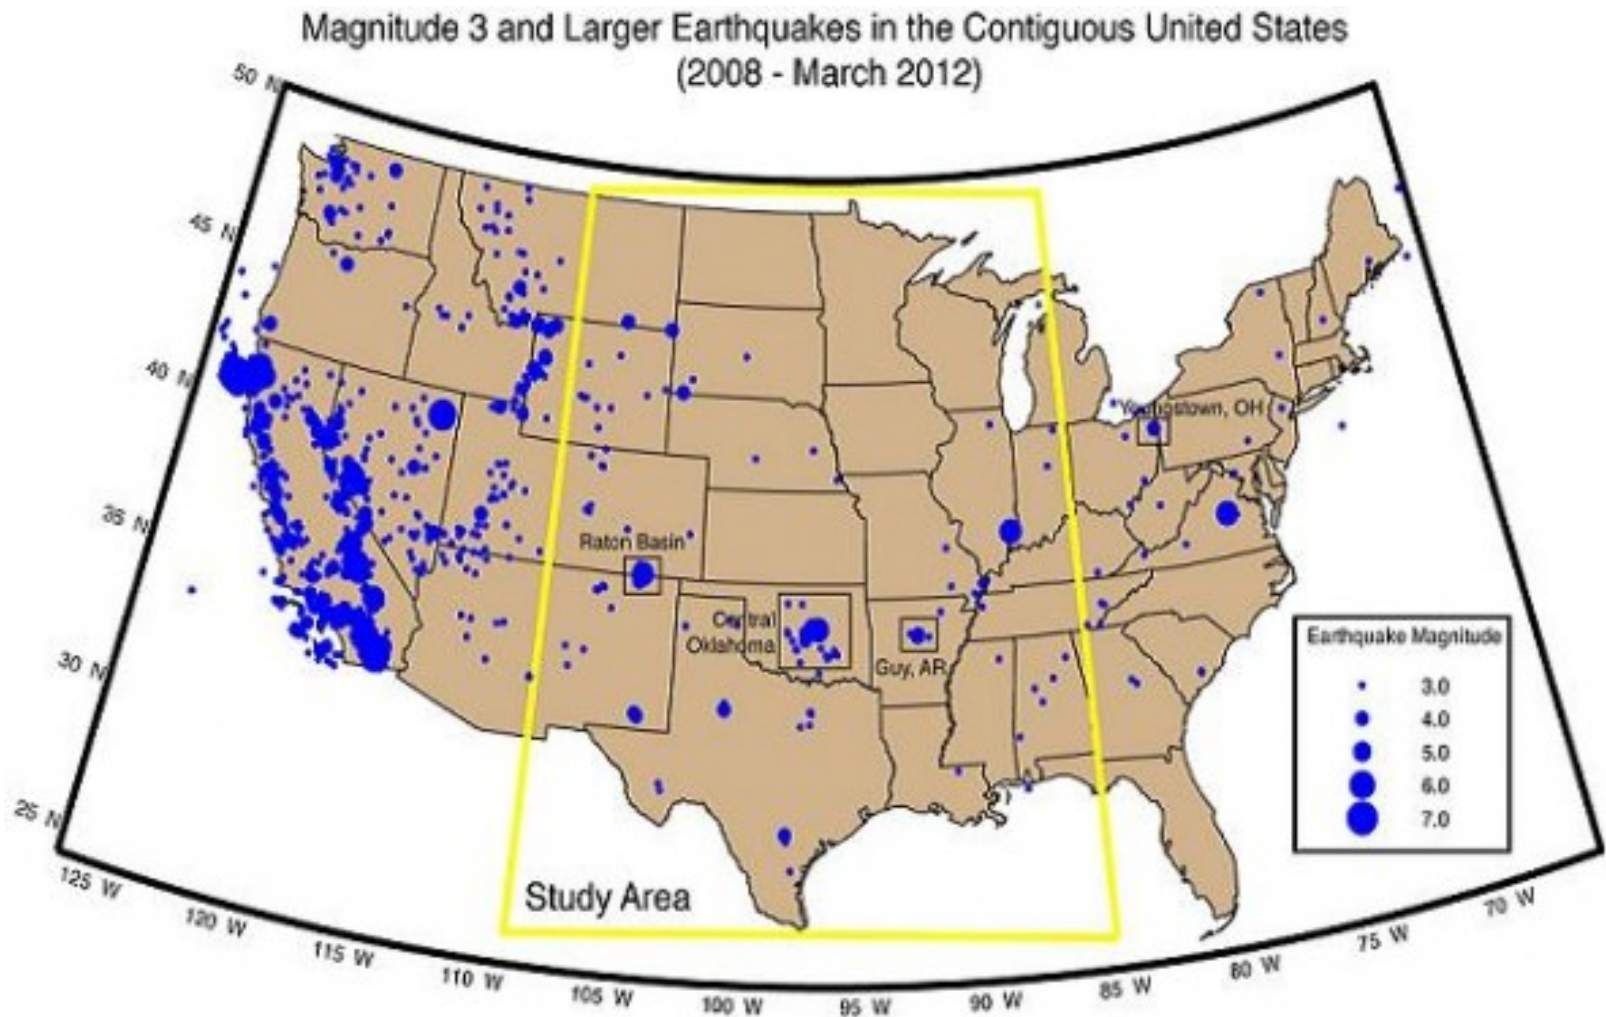 Magnitude 3 and Larger Earthquakes in the Contiguous United States
(2008 - March 2012)
50 N
45 N
40 N
35 N
30 N
25 N
Youngstown, OH
Raton Basin
Central
Oklahoma
Guy, AR
Earthquake Magnitude
3.0
4.0
5.0
6.0
7.0
Study Area
125 W
120 W
115 W
110 W
105 W
100 W
95 W
90 W
85 W
80 W
75 W
70 W